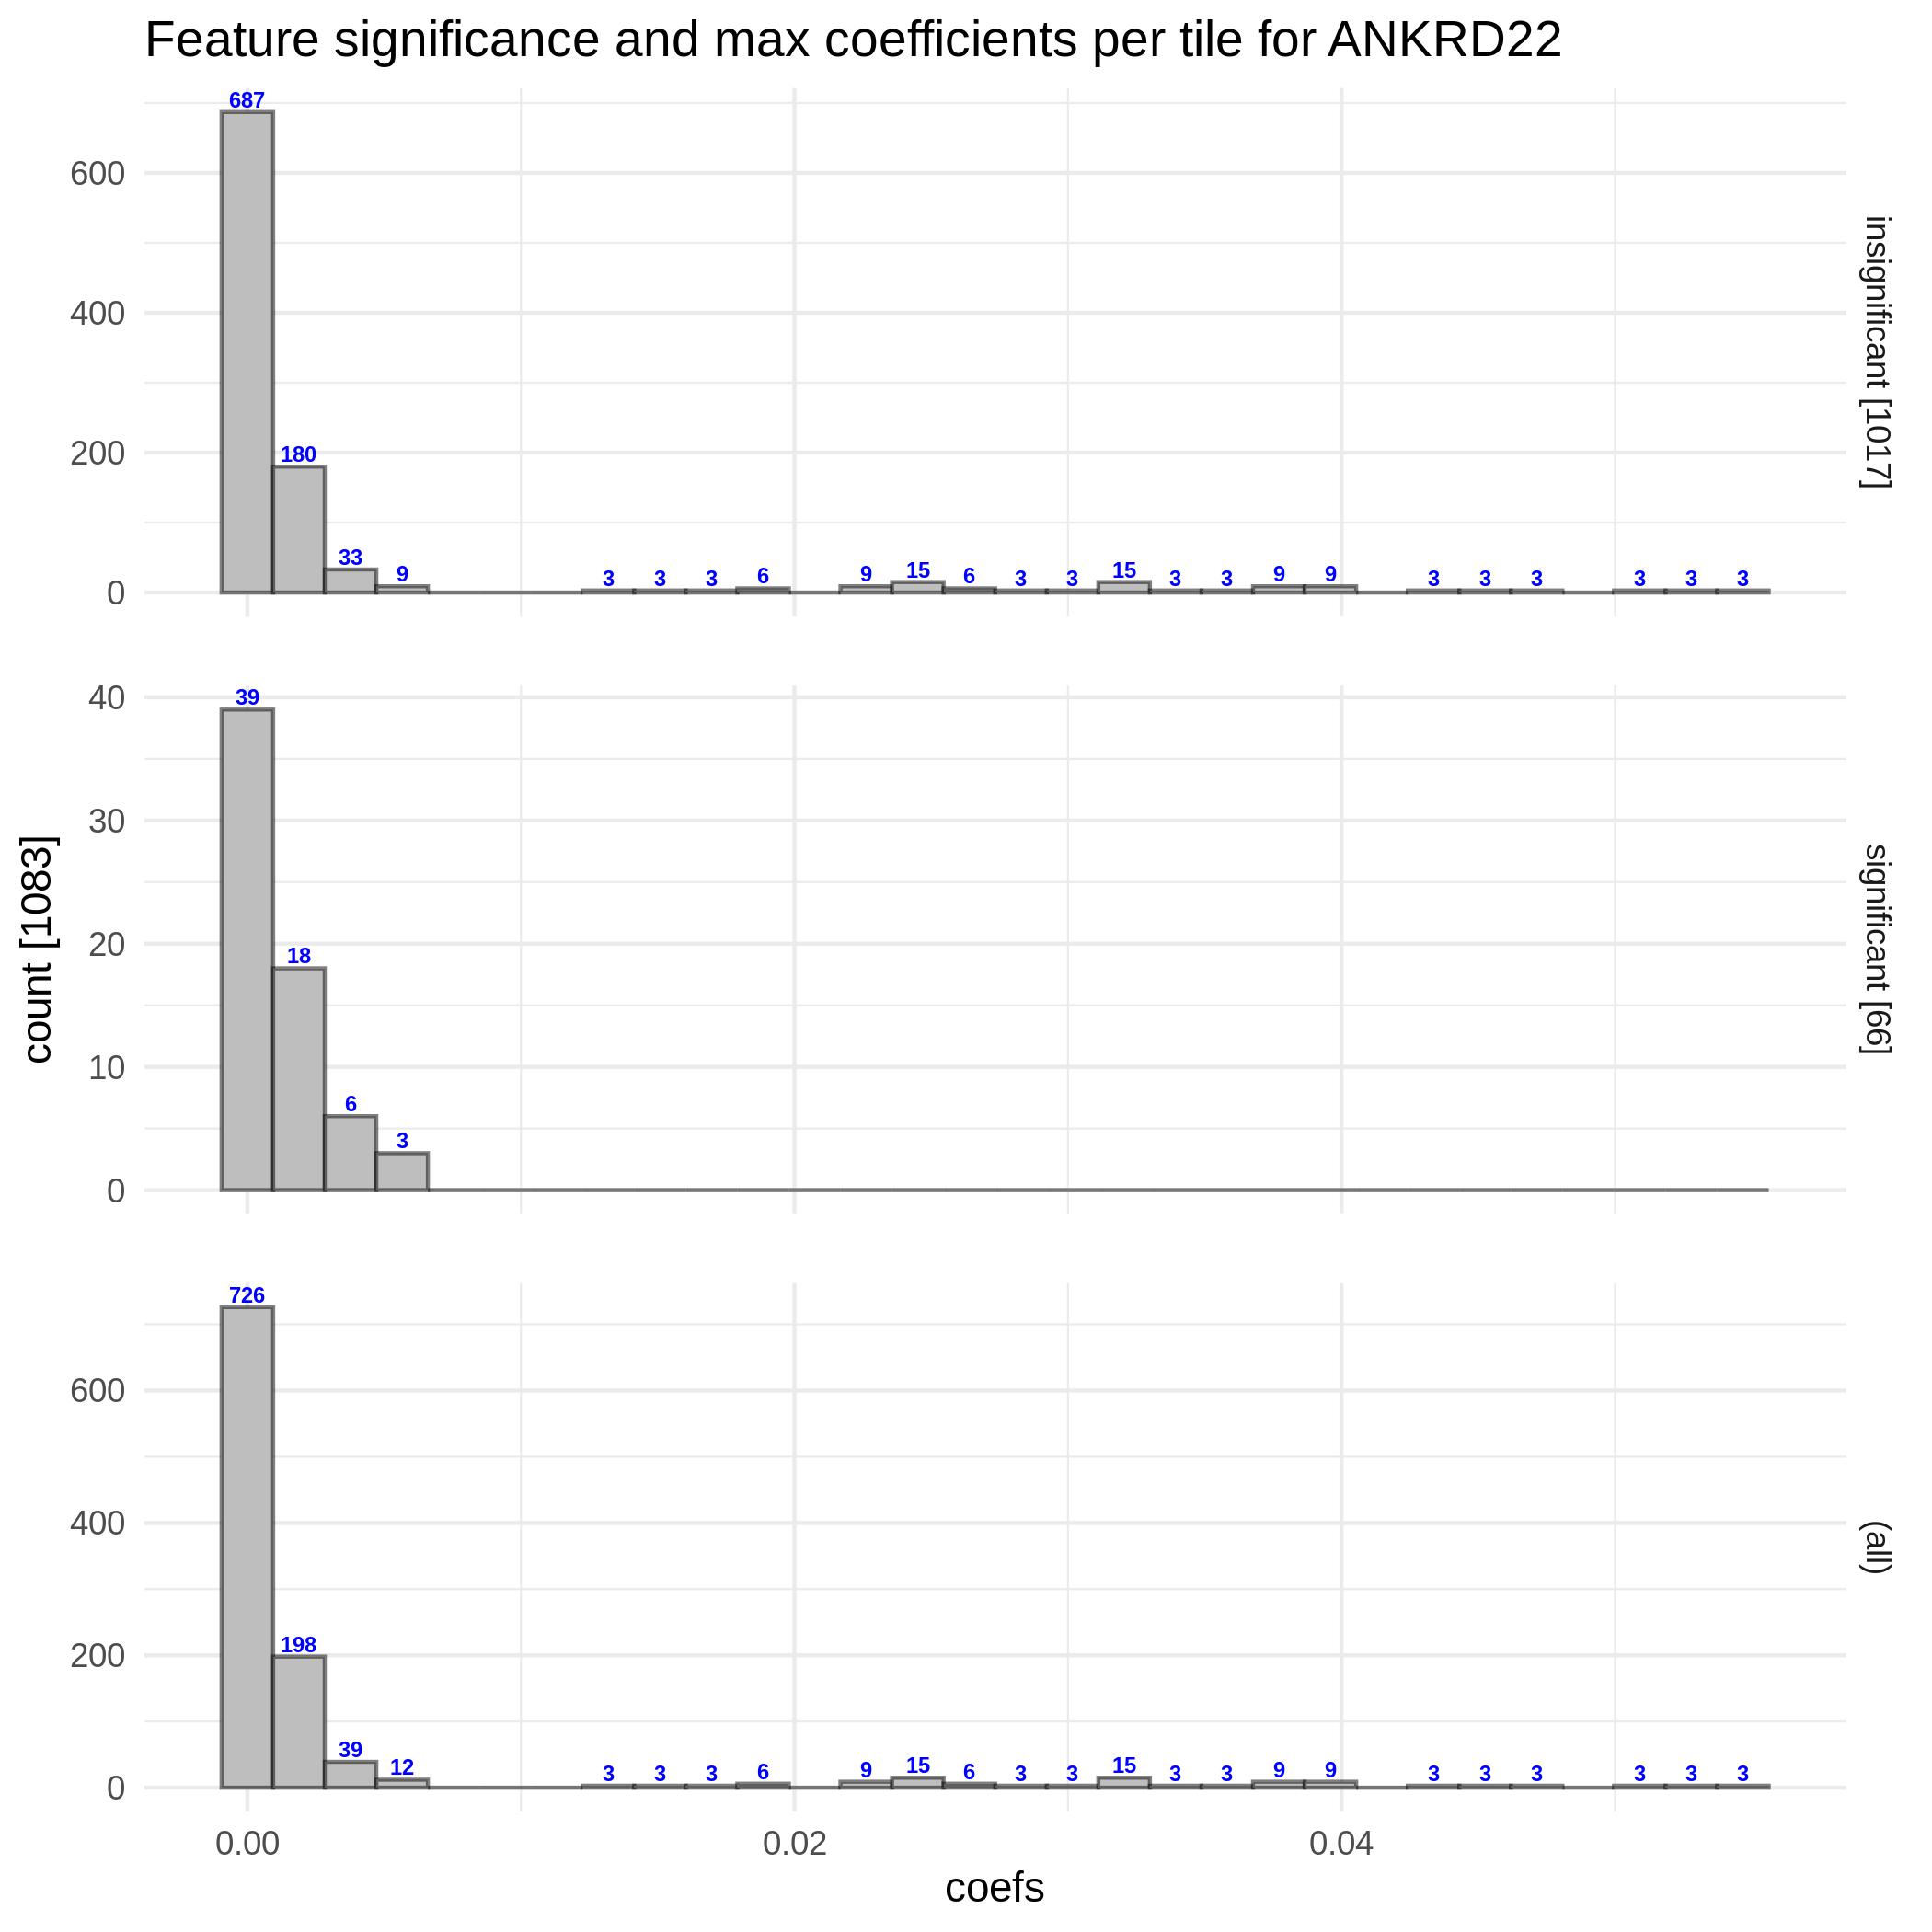 Feature significance and max coefficients per tile for ANKRD22
687
600
400
200
0
180
33
9
3 3 3 6 9 15 6 3 3 15 3 3 9 9 3 3 3 3 3 3
insignificant [1017]
count [1083]
40
30
20
10
0
39
18
6
3
significant [66]
726
600
400
200
0
198
39
12
3 3 3 6 9 15 6 3 3 15 3 3 9 9 3 3 3 3 3 3
(all)
0.00 0.02 0.04
coefs